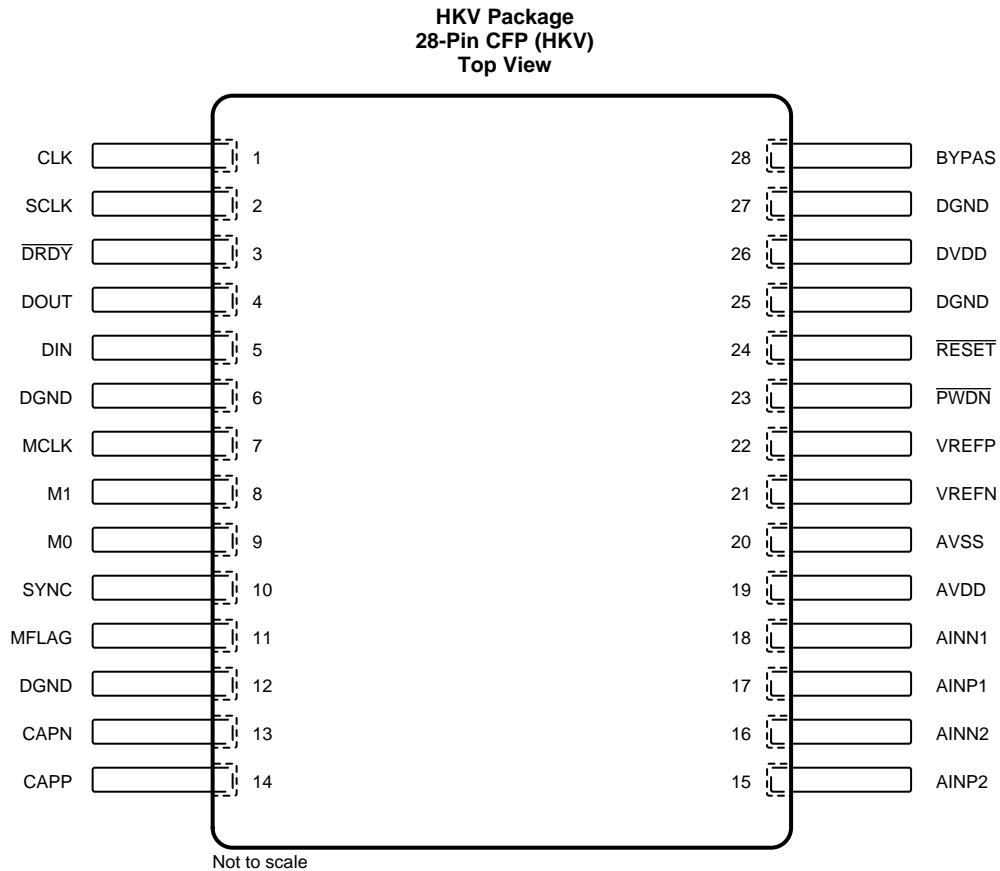 HKV Package
28-Pin CFP (HKV)
Top View
CLK 1 28 BYPAS
SCLK 2 27 DGND
DRDY 3 26 DVDD
DOUT 4 25 DGND
DIN 5 24 RESET
DGND 6 23 PWDN
MCLK 7 22 VREFP
M1 8 21 VREFN
M0 9 20 AVSS
SYNC 10 19 AVDD
MFLAG 11 18 AINN1
DGND 12 17 AINP1
CAPN 13 16 AINN2
CAPP 14 15 AINP2
Not to scale